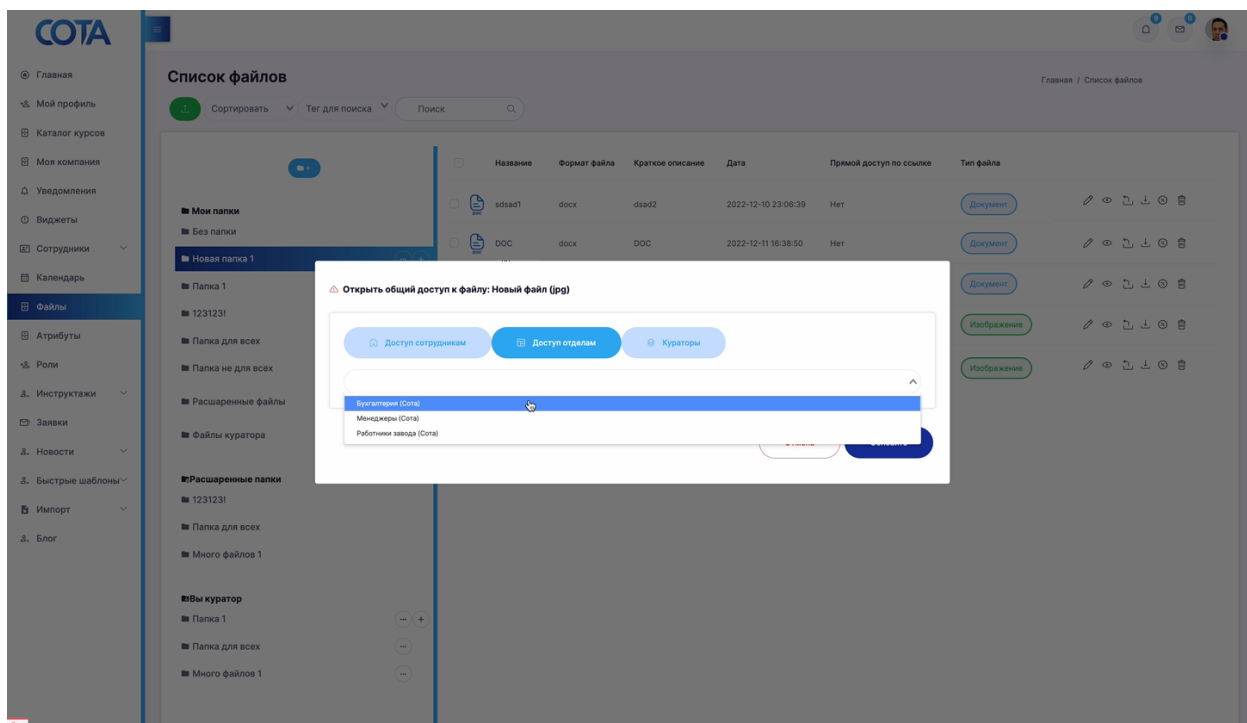 СОТА
0
0
Главная
Мой профиль
Каталог курсов
Моя компания
Уведомления
Виджеты
Сотрудники
Календарь
Файлы
Атрибуты
Роли
Инструктажи
Заявки
Новости
Быстрые шаблоны
Импорт
Блог
Список файлов
Главная / Список файлов
Сортировать
Тег для поиска
Поиск
Мои папки
Без папки
Новая папка 1
Папка 1
123123!
Папка для всех
Папка не для всех
Расшаренные файлы
Файлы куратора
Расшаренные папки
123123!
Папка для всех
Много файлов 1
Вы куратор
Папка 1
Папка для всех
Много файлов 1
Название Формат файла Краткое описание Дата Прямой доступ по ссылке Тип файла
sdsad1 docx dsad2 2022-12-10 23:06:39 Нет Документ
DOC docx DOC 2022-12-11 16:38:50 Нет Документ
Документ
Изображение
Изображение
Открыть общий доступ к файлу: Новый файл (jpg)
Доступ сотрудникам
Доступ отделам
Кураторы
Бухгалтерия (Сота)
Менеджеры (Сота)
Работники завода (Сота)